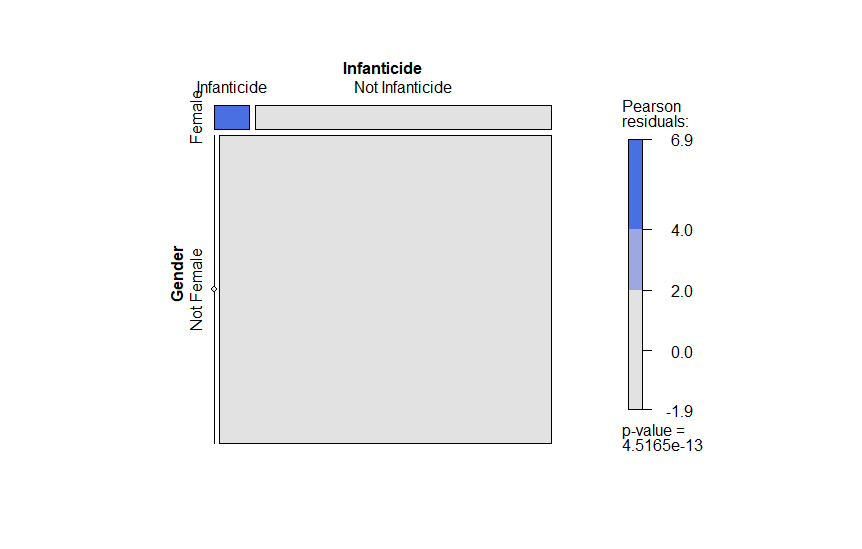 Infanticide
Infanticide Not Infanticide
Female
Not Female
Gender
Pearson
residuals:
6.9
4.0
2.0
0.0
-1.9
p-value =
4.5165e-13